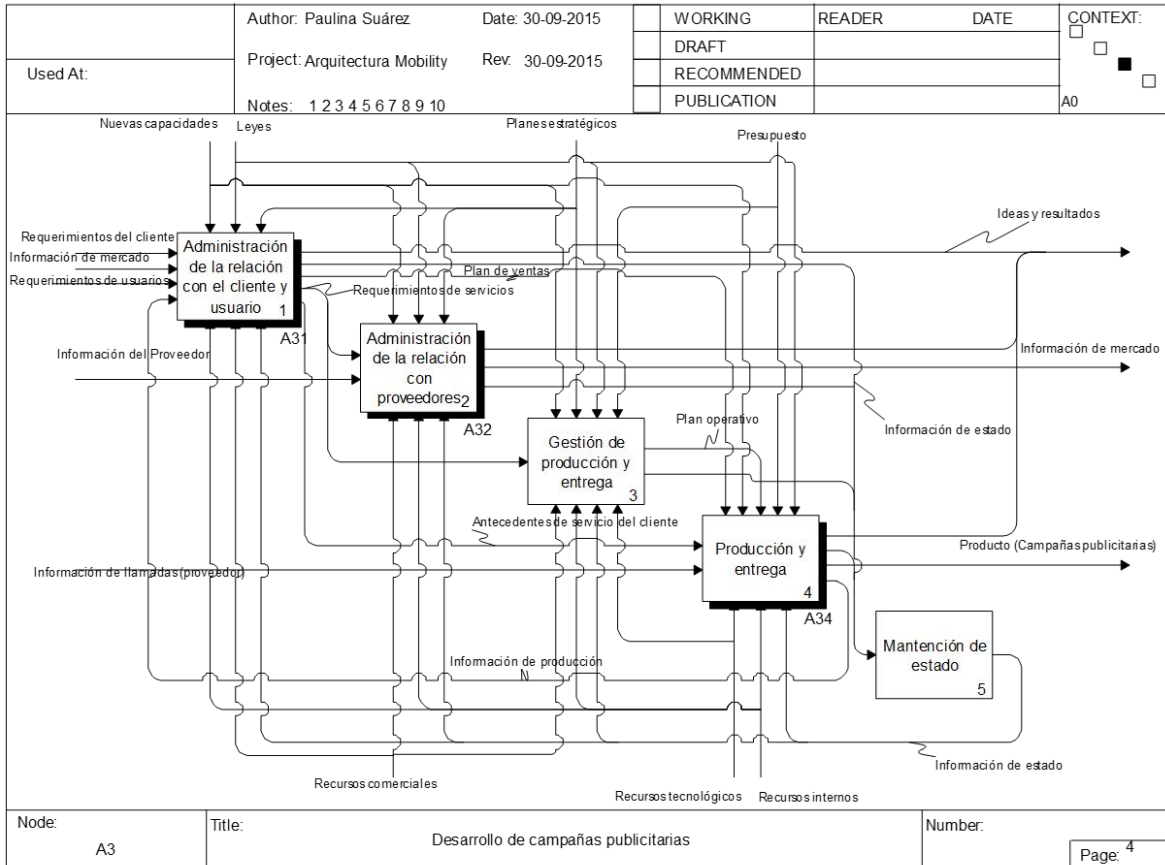 Used At:
Author: Paulina Suárez
Date: 30-09-2015
Project: Arquitectura Mobility
Rev: 30-09-2015
Notes: 1 2 3 4 5 6 7 8 9 10
WORKING
DRAFT
RECOMMENDED
PUBLICATION
READER
DATE
CONTEXT:
A0
Nuevas capacidades
Leyes
Planes estratégicos
Presupuesto
Ideas y resultados
Requerimientos del cliente
Información de mercado
Requerimientos de usuarios
Administración
de la relación
con el cliente y
usuario
1
A31
Plan de ventas
Requerimientos de servicios
Información del Proveedor
Administración
de la relación
con
proveedores
2
A32
Información de mercado
Información de estado
Plan operativo
Gestión de
producción y
entrega
3
Antecedentes de servicio del cliente
Información de llamadas (proveedor)
Producción y
entrega
4
A34
Producto (Campañas publicitarias)
Mantención de
estado
5
Información de producción
Información de estado
Recursos comerciales
Recursos tecnológicos
Recursos internos
Node:
A3
Title:
Desarrollo de campañas publicitarias
Number:
Page: 4